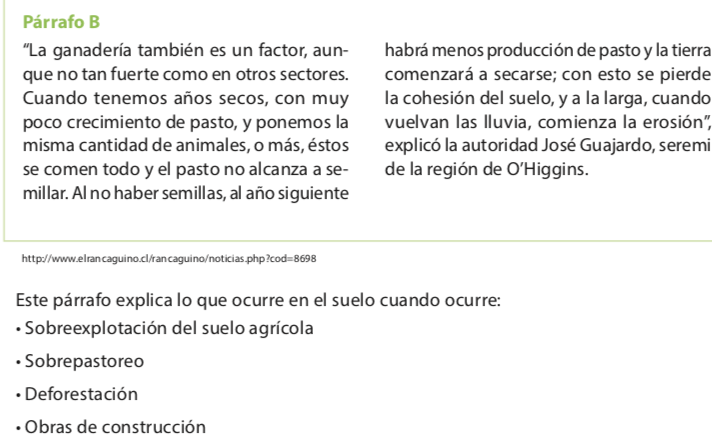 Párrafo B
“La ganadería también es un factor, aun-
que no tan fuerte como en otros sectores.
Cuando tenemos años secos, con muy
poco crecimiento de pasto, y ponemos la
misma cantidad de animales, o más, éstos
se comen todo y el pasto no alcanza a se-
millar. Al no haber semillas, al año siguiente
habrá menos producción de pasto y la tierra
comenzará a secarse; con esto se pierde
la cohesión del suelo, y a la larga, cuando
vuelvan las lluvia, comienza la erosión”,
explicó la autoridad José Guajardo, seremi
de la región de O’Higgins.
http://www.elrancaguino.cl/rancaguino/noticias.php?cod=8698
Este párrafo explica lo que ocurre en el suelo cuando ocurre:
• Sobreexplotación del suelo agrícola
• Sobrepastoreo
• Deforestación
• Obras de construcción